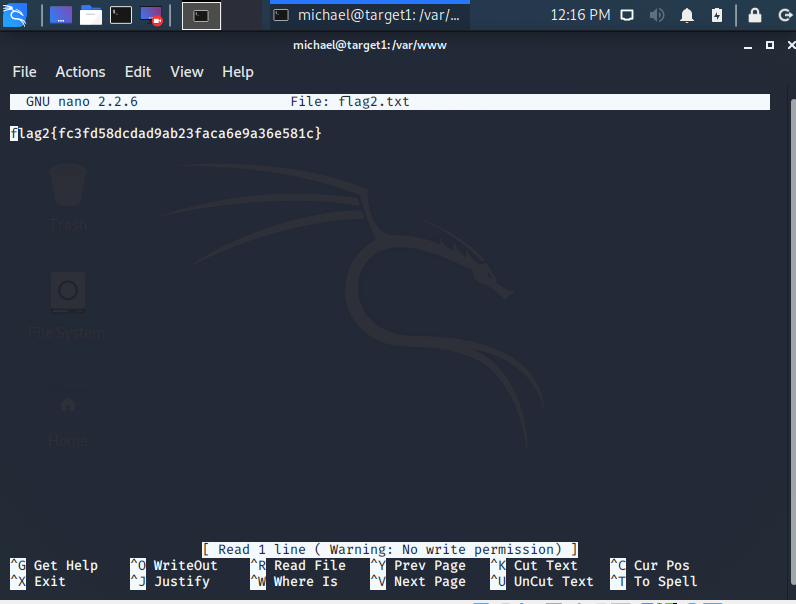 michael@target1: /var/...
12:16 PM
michael@target1: /var/www
File Actions Edit View Help
GNU nano 2.2.6 File: flag2.txt
flag2{fc3fd58dcdad9ab23faca6e9a36e581c}
Trash
File System
Home
[ Read 1 line ( Warning: No write permission) ]
^G Get Help ^O WriteOut ^R Read File ^Y Prev Page ^K Cut Text ^C Cur Pos
^X Exit ^J Justify ^W Where Is ^V Next Page ^U UnCut Text ^T To Spell